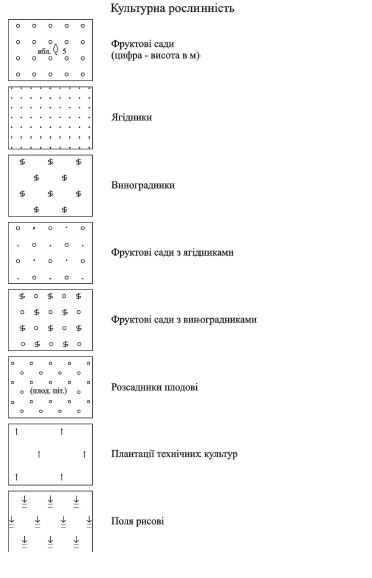 Культурна рослинність
ябл. 5
Фруктові сади
(цифра - висота в м)
Ягідники
Виноградники
Фруктові сади з ягідниками
Фруктові сади з виноградниками
(плод. піт.)
Розсадники плодові
Плантації технічних культур
Поля рисові